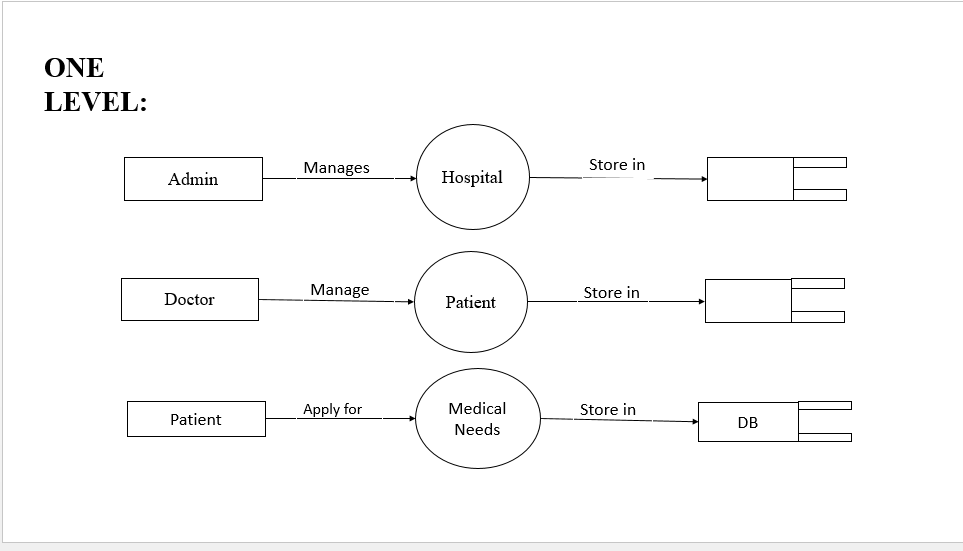 ONE
LEVEL:
Admin
Manages
Hospital
Store in
Doctor
Manage
Patient
Store in
Patient
Apply for
Medical
Needs
Store in
DB